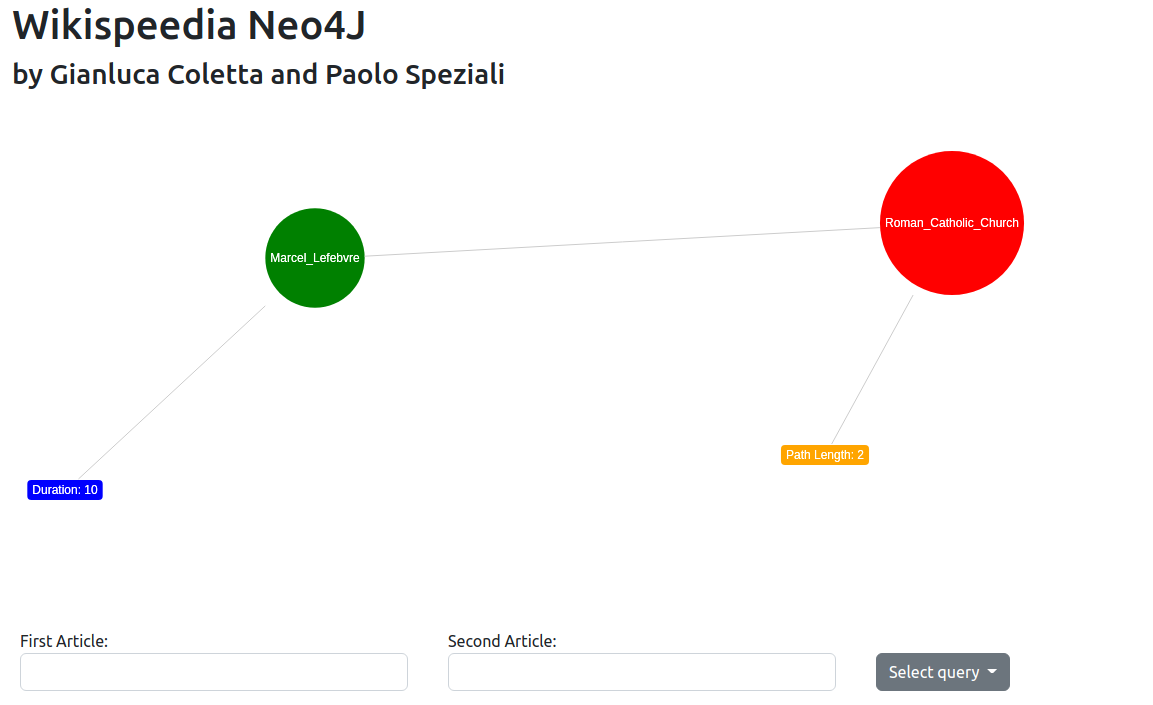 Wikispeedia Neo4J
by Gianluca Coletta and Paolo Speziali
Marcel_Lefebvre
Roman_Catholic_Church
Path Length: 2
Duration: 10
First Article:
Second Article:
Select query